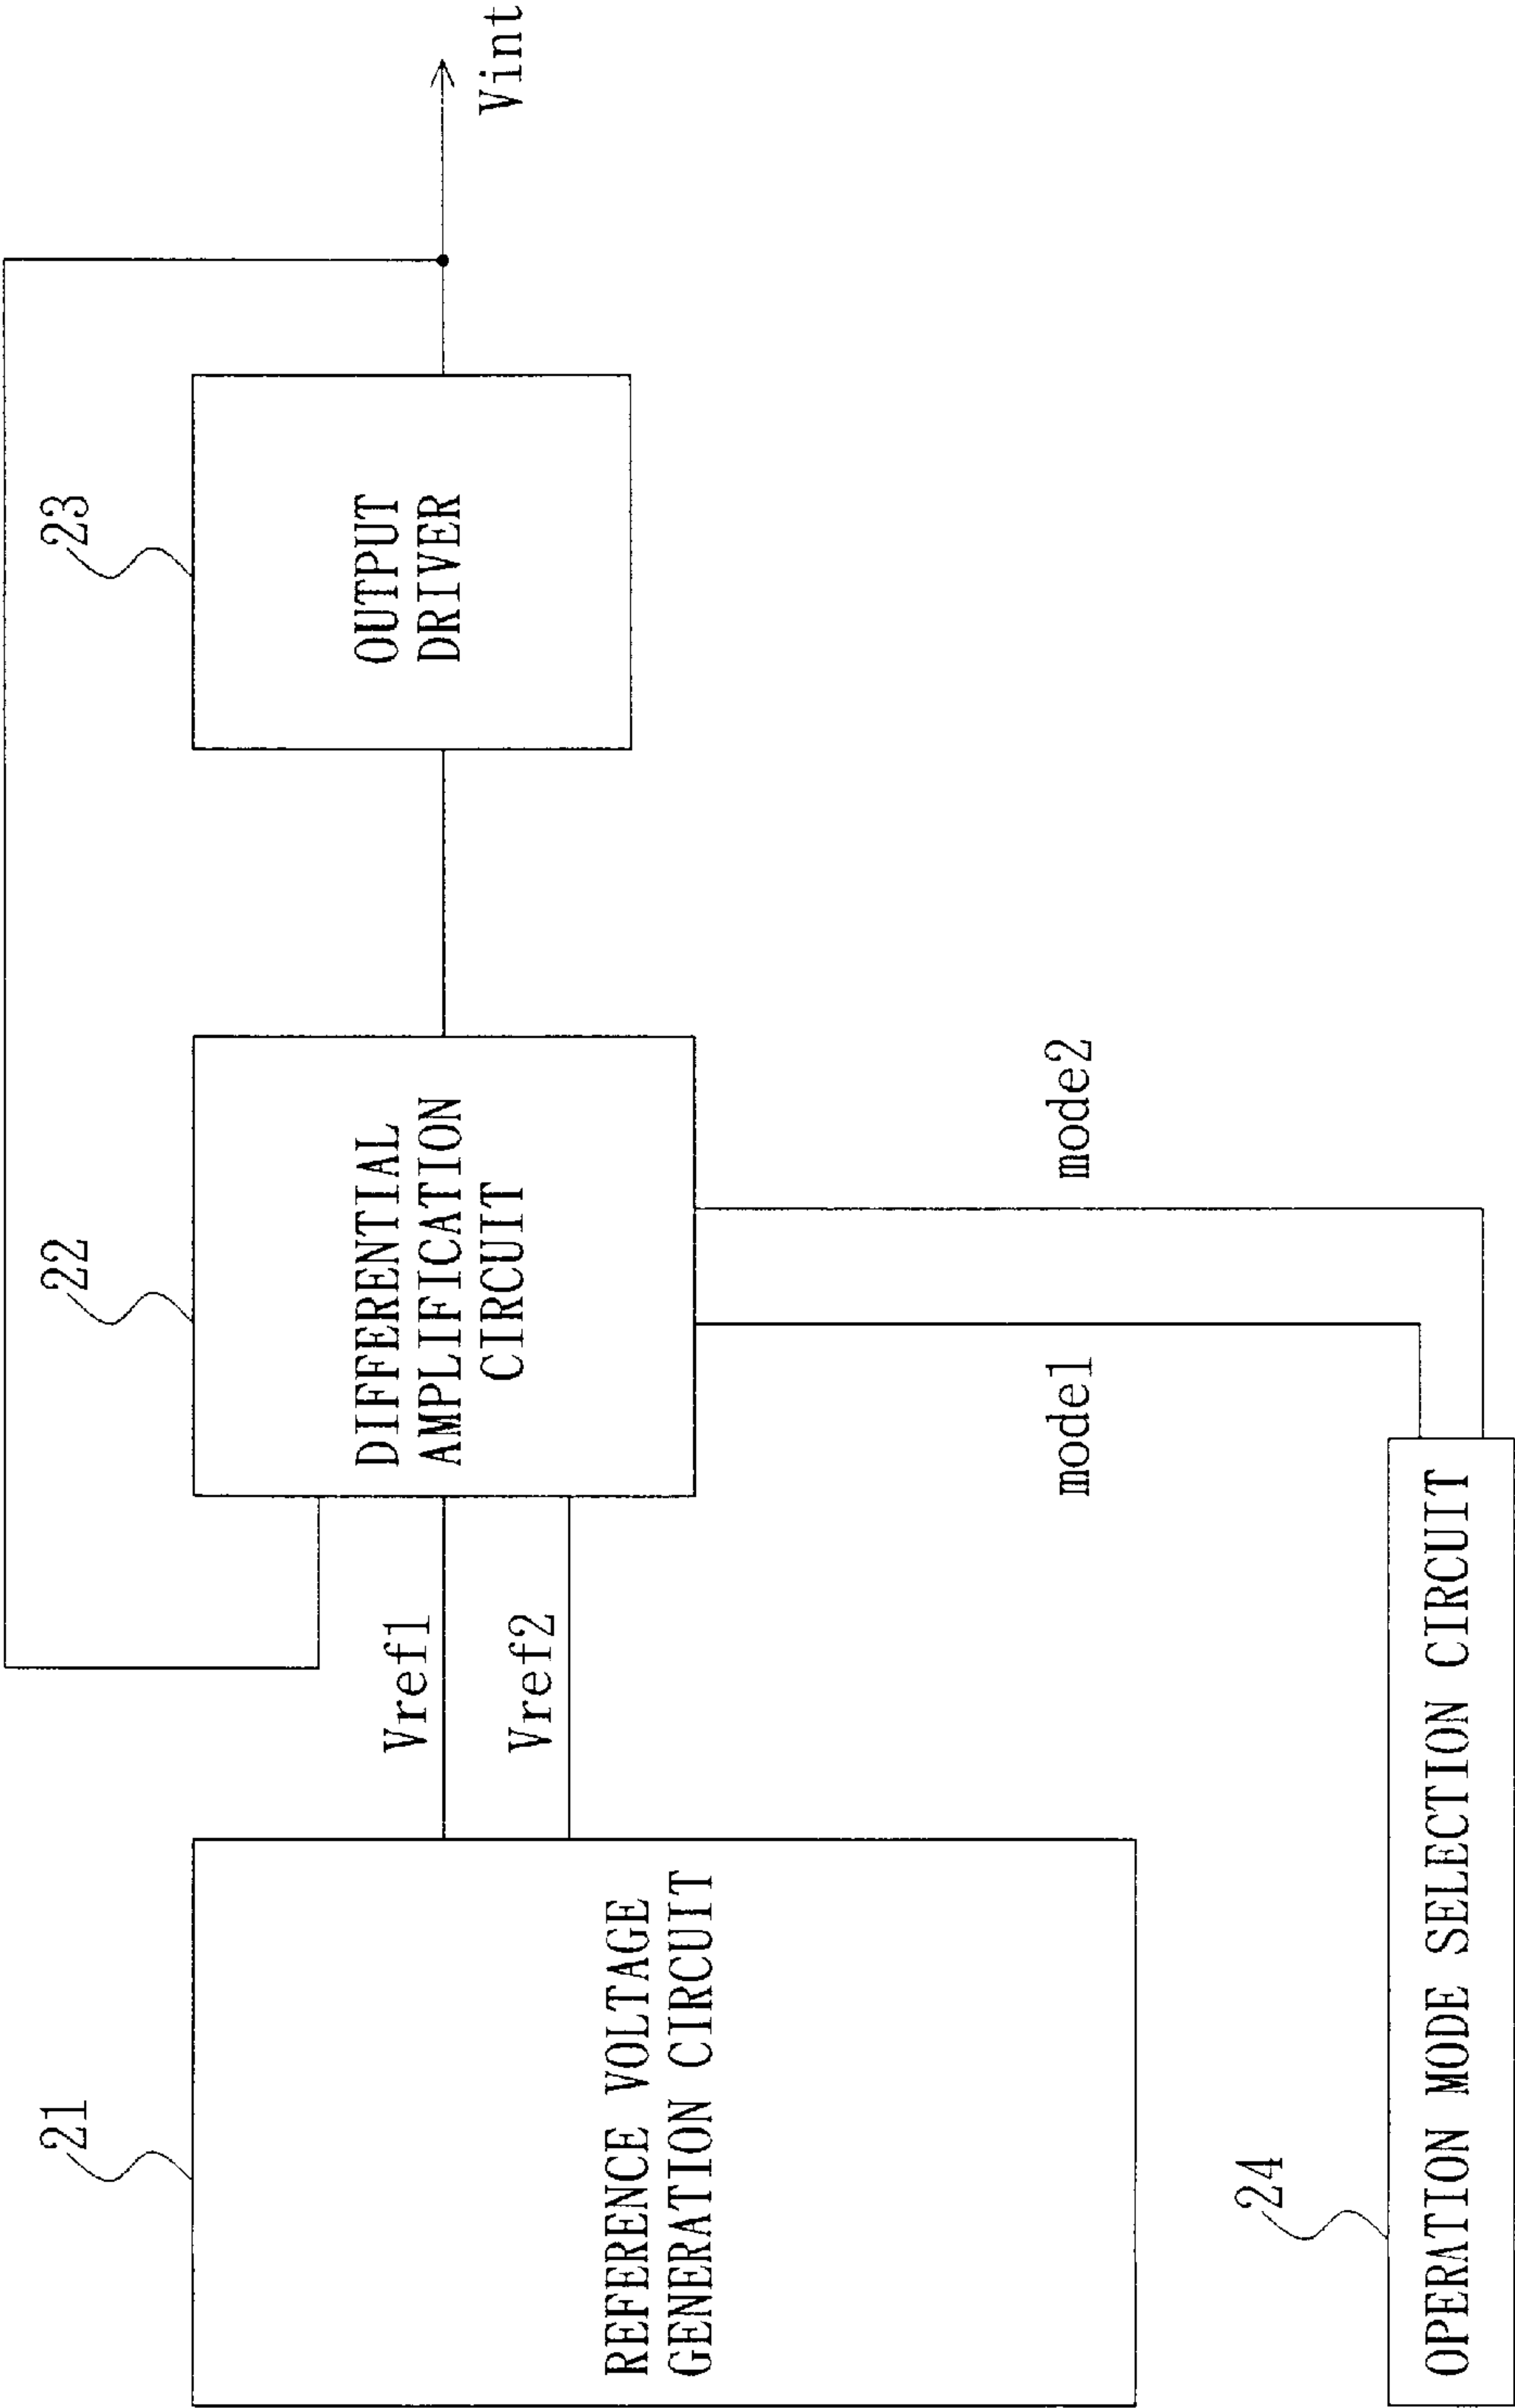 21
REFERENCE VOLTAGE
GENERATION CIRCUIT
Vref1
Vref2
22
DIFFERENTIAL
AMPLIFICATION
CIRCUIT
23
OUTPUT
DRIVER
Vint
mode1
mode2
24
OPERATION MODE SELECTION CIRCUIT